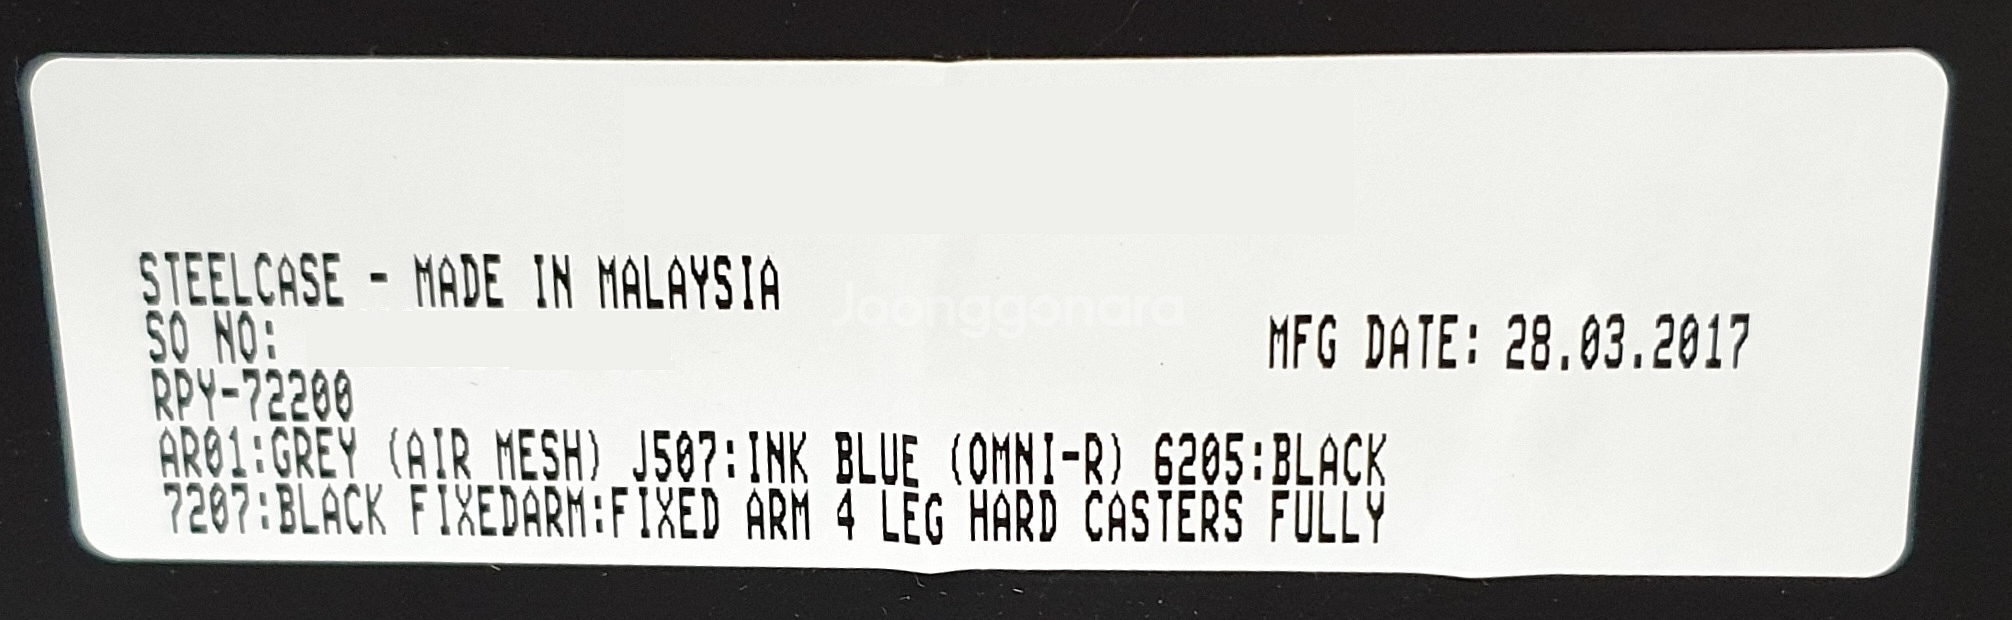 STEELCASE - MADE IN MALAYSIA
Joonggonara
SO NO:
MFG DATE: 28.03.2017
RPY-72200
AR01:GREY (AIR MESH) J507:INK BLUE (OMNI-R) 6205:BLACK
7207:BLACK FIXEDARM:FIXED ARM 4 LEG HARD CASTERS FULLY